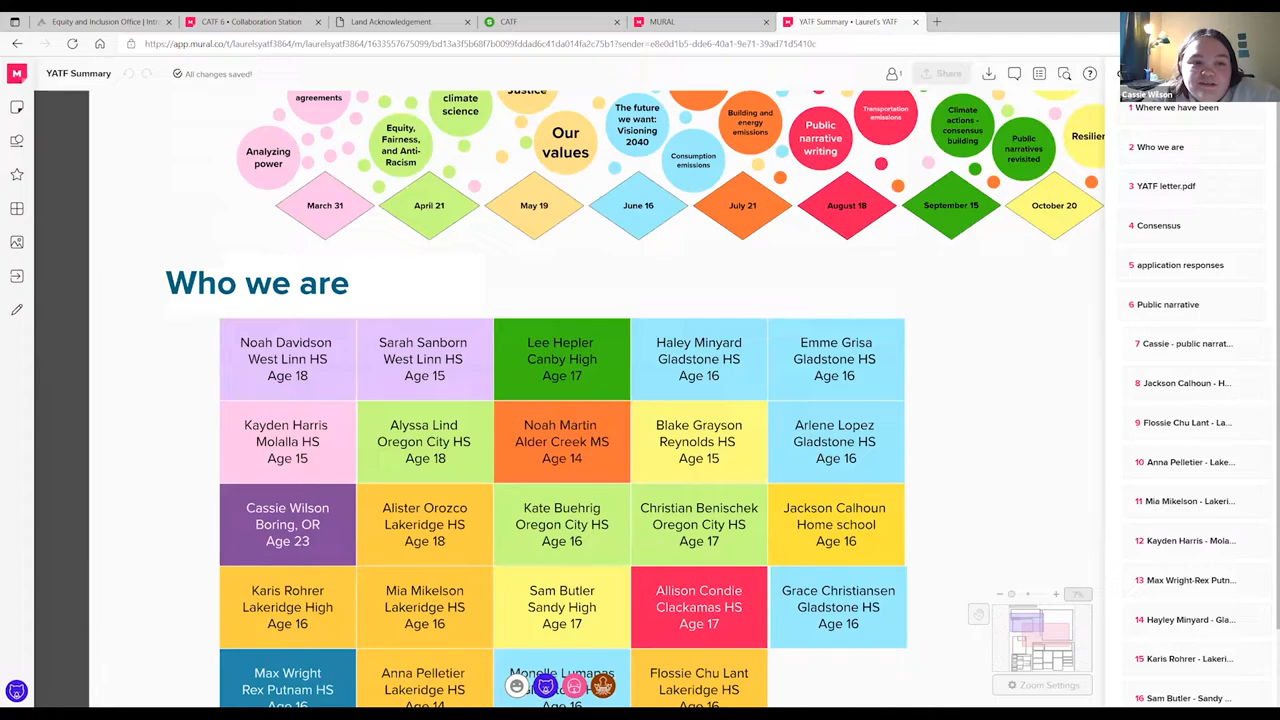 Equity and Inclusion Office | Intr
CATF 6 • Collaboration Station
Land Acknowledgement
CATF
MURAL
YATF Summary • Laurel's YATF
https://app.mural.co/t/laurelsyatf3864/m/laurelsyatf3864/1633557675099/bd13a3f5b68f7b0099fddad6c41da014fa2c75b1?sender=e8e0d1b5-dde6-40a1-9e71-39ad71d5410c
YATF Summary
All changes saved!
1
Share
Cassie Wilson
agreements
climate
science
Justice
Analyzing
power
Equity,
Fairness,
and Anti-
Racism
Our
values
The future
we want:
Visioning
2040
Consumption
emissions
Building and
energy
emissions
Public
narrative
writing
Transportation
emissions
Climate
actions -
consensus
building
Public
narratives
revisited
Resilien
March 31
April 21
May 19
June 16
July 21
August 18
September 15
October 20
Who we are
Noah Davidson
West Linn HS
Age 18
Sarah Sanborn
West Linn HS
Age 15
Lee Hepler
Canby High
Age 17
Haley Minyard
Gladstone HS
Age 16
Emme Grisa
Gladstone HS
Age 16
Kayden Harris
Molalla HS
Age 15
Alyssa Lind
Oregon City HS
Age 18
Noah Martin
Alder Creek MS
Age 14
Blake Grayson
Reynolds HS
Age 15
Arlene Lopez
Gladstone HS
Age 16
Cassie Wilson
Boring, OR
Age 23
Alister Orozco
Lakeridge HS
Age 18
Kate Buehrig
Oregon City HS
Age 16
Christian Benischek
Oregon City HS
Age 17
Jackson Calhoun
Home school
Age 16
Karis Rohrer
Lakeridge High
Age 16
Mia Mikelson
Lakeridge HS
Age 16
Sam Butler
Sandy High
Age 17
Allison Condie
Clackamas HS
Age 17
Grace Christiansen
Gladstone HS
Age 16
Max Wright
Rex Putnam HS
Age 16
Anna Pelletier
Lakeridge HS
Age 14
HS
Age 16
Flossie Chu Lant
Lakeridge HS
Age 16
1 Where we have been
2 Who we are
3 YATF letter.pdf
4 Consensus
5 application responses
6 Public narrative
7 Cassie - public narrat...
8 Jackson Calhoun - H...
9 Flossie Chu Lant - La...
10 Anna Pelletier - Lake...
11 Mia Mikelson - Lakeri...
12 Kayden Harris - Mola...
13 Max Wright-Rex Putn...
14 Hayley Minyard - Gla...
15 Karis Rohrer - Lakeri...
16 Sam Butler - Sandy ...
7%
Zoom Settings